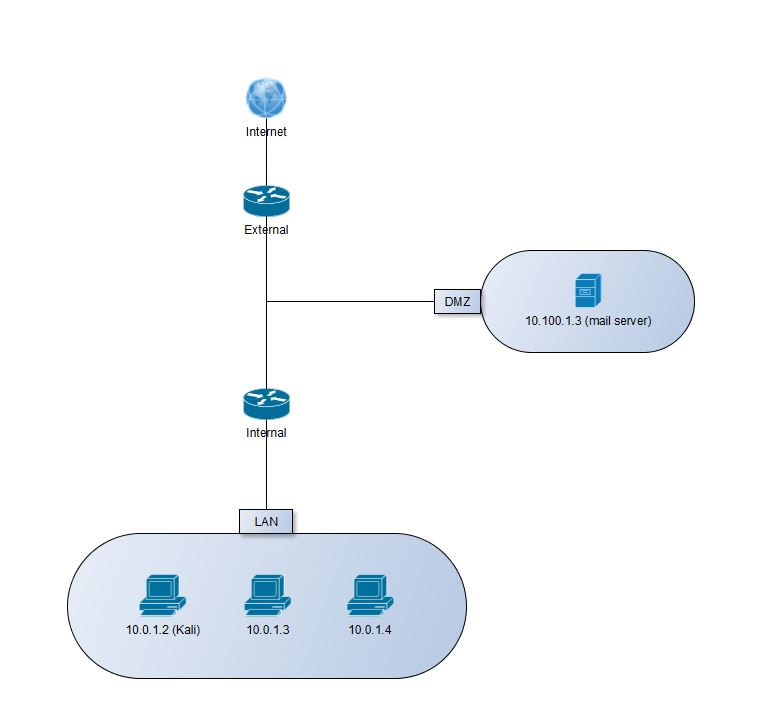 Internet
External
DMZ
10.100.1.3 (mail server)
Internal
LAN
10.0.1.2 (Kali)
10.0.1.3
10.0.1.4